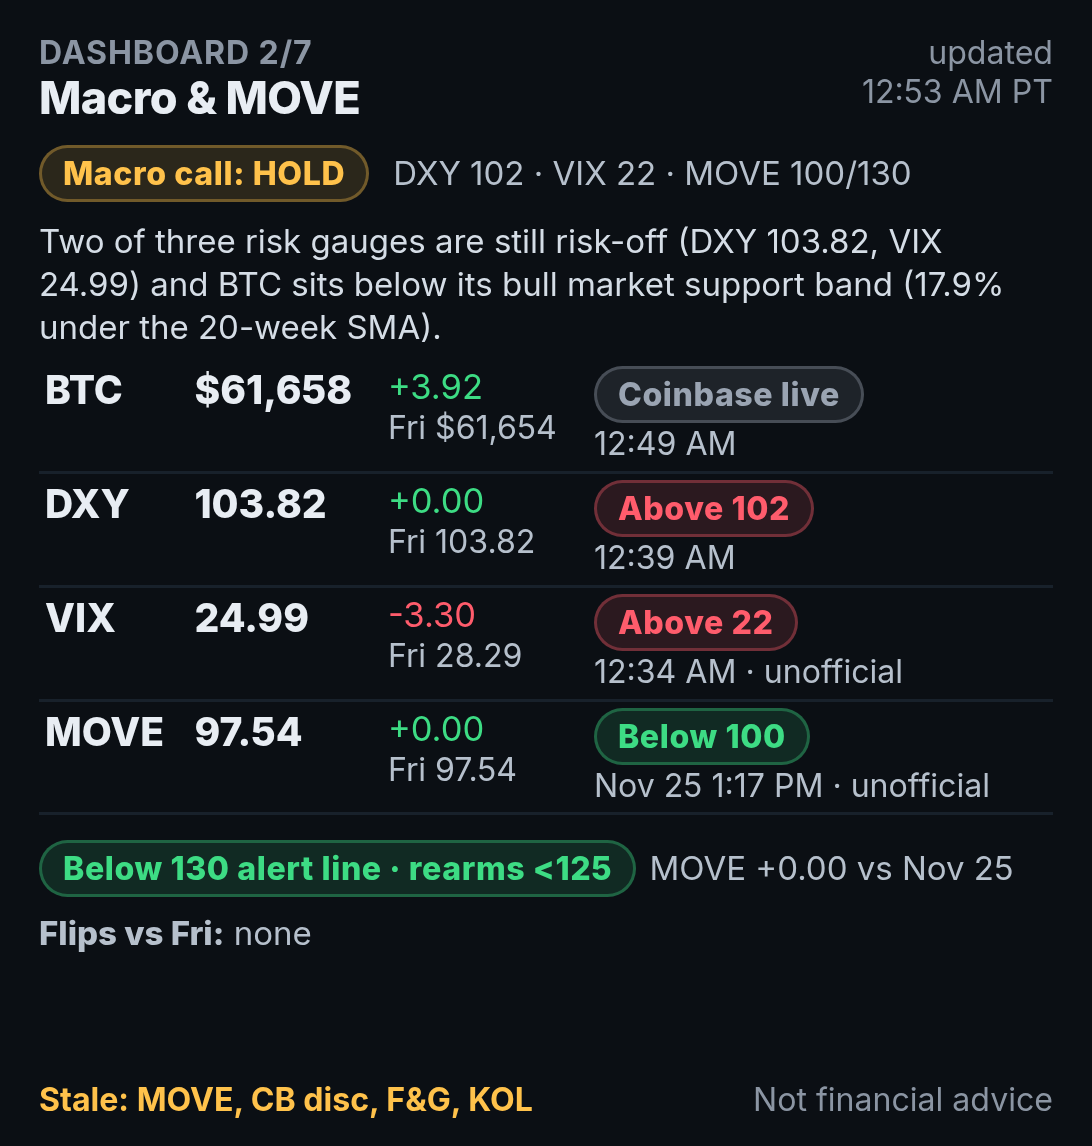 DASHBOARD 2/7
Macro & MOVE
updated
12:53 AM PT
Macro call: HOLD DXY 102 · VIX 22 · MOVE 100/130
Two of three risk gauges are still risk-off (DXY 103.82, VIX
24.99) and BTC sits below its bull market support band (17.9%
under the 20-week SMA).
BTC $61,658 +3.92 Coinbase live
Fri $61,654 12:49 AM
DXY 103.82 +0.00 Above 102
Fri 103.82 12:39 AM
VIX 24.99 -3.30 Above 22
Fri 28.29 12:34 AM · unofficial
MOVE 97.54 +0.00 Below 100
Fri 97.54 Nov 25 1:17 PM · unofficial
Below 130 alert line · rearms <125 MOVE +0.00 vs Nov 25
Flips vs Fri: none
Stale: MOVE, CB disc, F&G, KOL Not financial advice